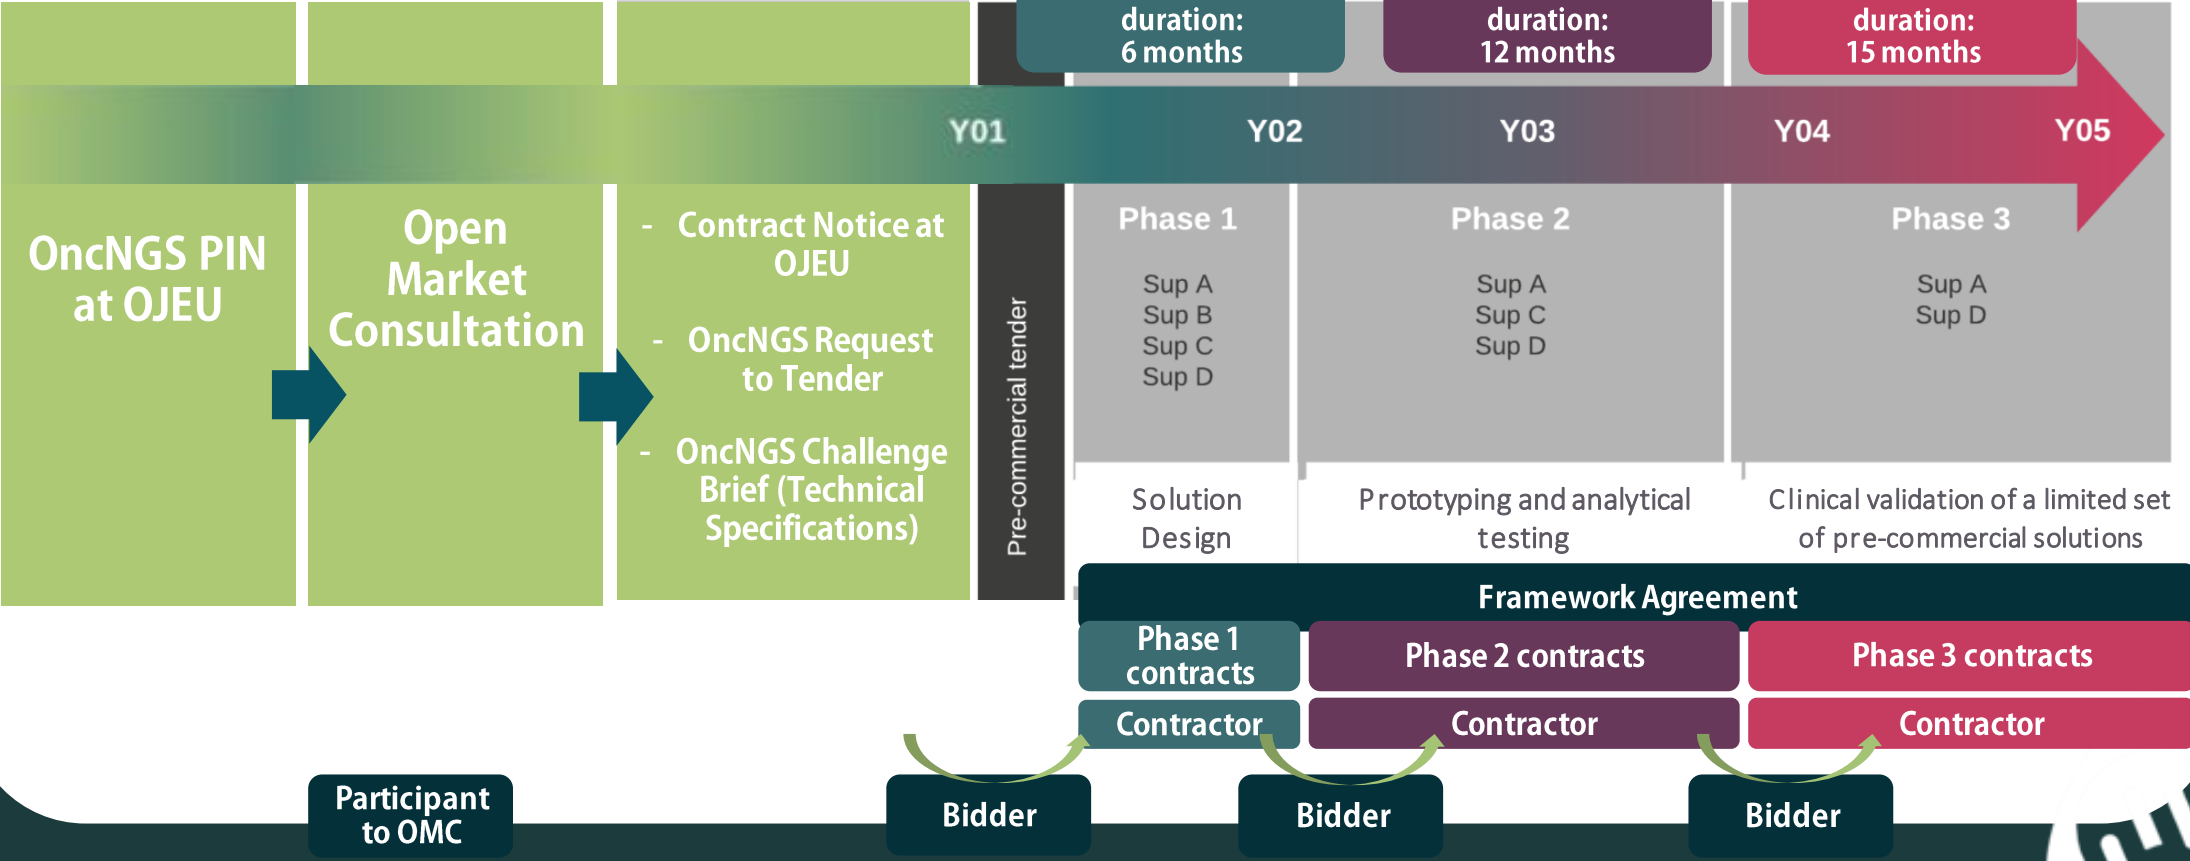 duration:
6 months
duration:
12 months
duration:
15 months
Y01
Y02
Y03
Y04
Y05
OncNGS PIN
at OJEU
Open
Market
Consultation
- Contract Notice at
OJEU
- OncNGS Request
to Tender
- OncNGS Challenge
Brief (Technical
Specifications)
Pre-commercial tender
Phase 1
Sup A
Sup B
Sup C
Sup D
Phase 2
Sup A
Sup C
Sup D
Phase 3
Sup A
Sup D
Solution
Design
Prototyping and analytical
testing
Clinical validation of a limited set
of pre-commercial solutions
Framework Agreement
Phase 1
contracts
Phase 2 contracts
Phase 3 contracts
Contractor
Contractor
Contractor
Participant
to OMC
Bidder
Bidder
Bidder